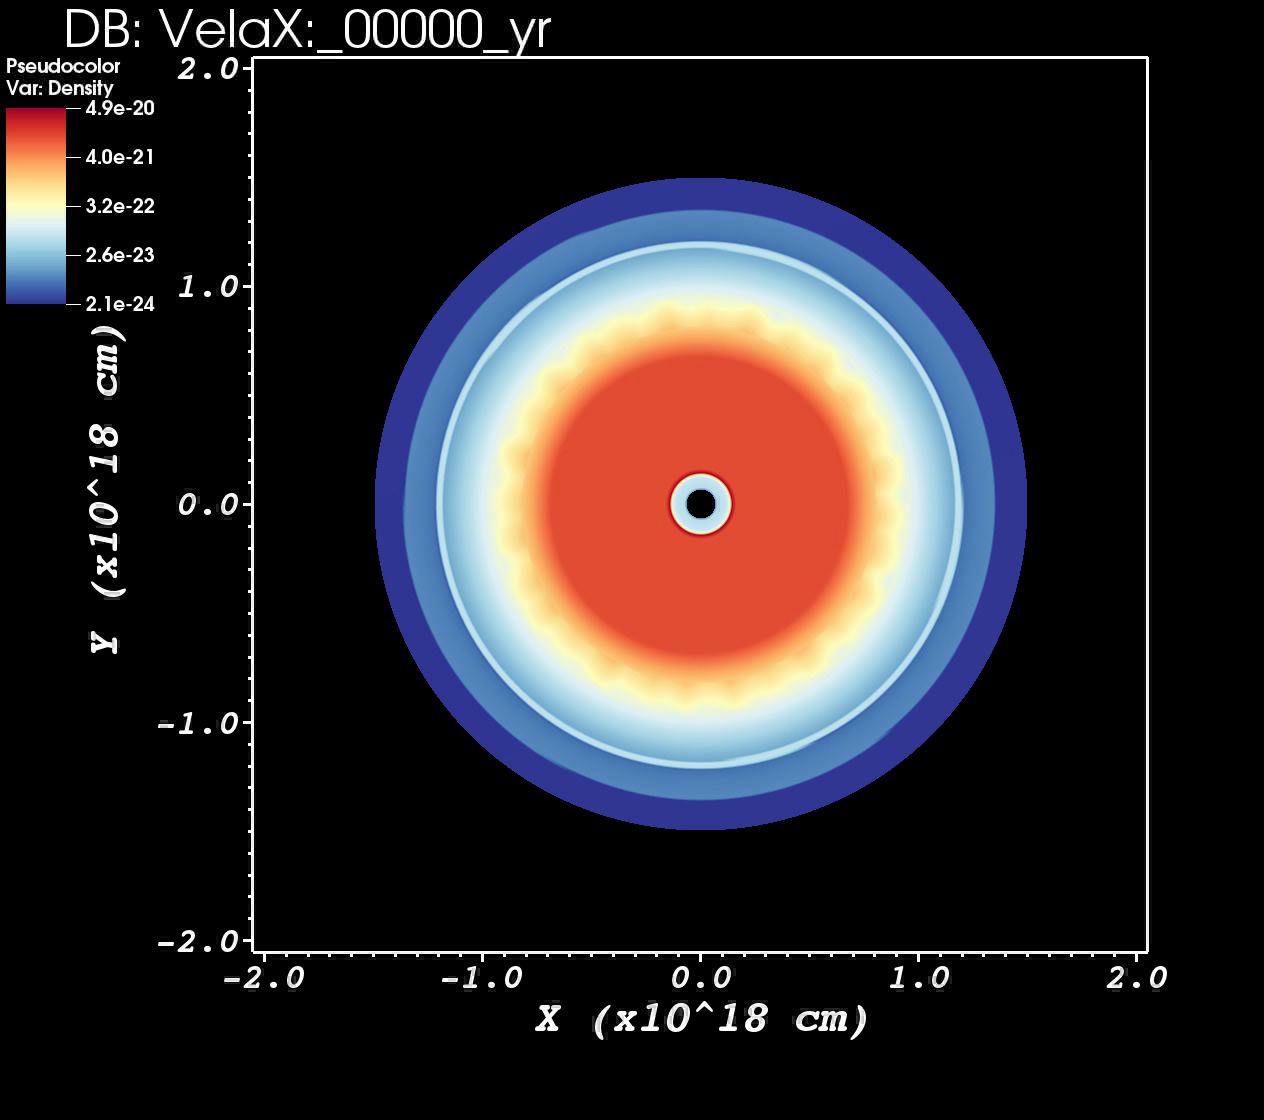 DB: VelaX:_00000_yr
Pseudocolor
Var: Density
4.9e-20
4.0e-21
3.2e-22
2.6e-23
2.1e-24
2.0
1.0
0.0
-1.0
-2.0
Y (x10^18 cm)
-2.0
-1.0
0.0
1.0
2.0
X (x10^18 cm)